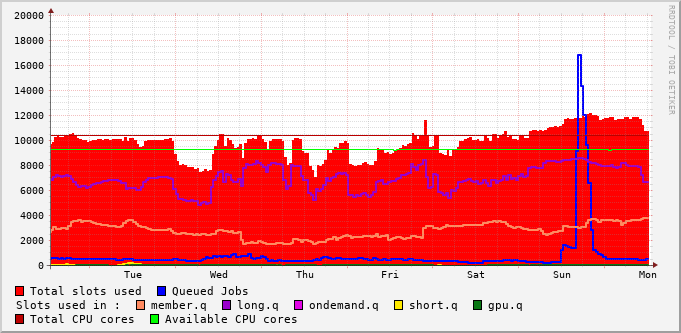 20000
18000
16000
14000
12000
10000
8000
6000
4000
2000
0
Tue Wed Thu Fri Sat Sun Mon
RRDTOOL / TOBI OETIKER
Total slots used Queued Jobs
Slots used in : member.q long.q ondemand.q short.q gpu.q
Total CPU cores Available CPU cores